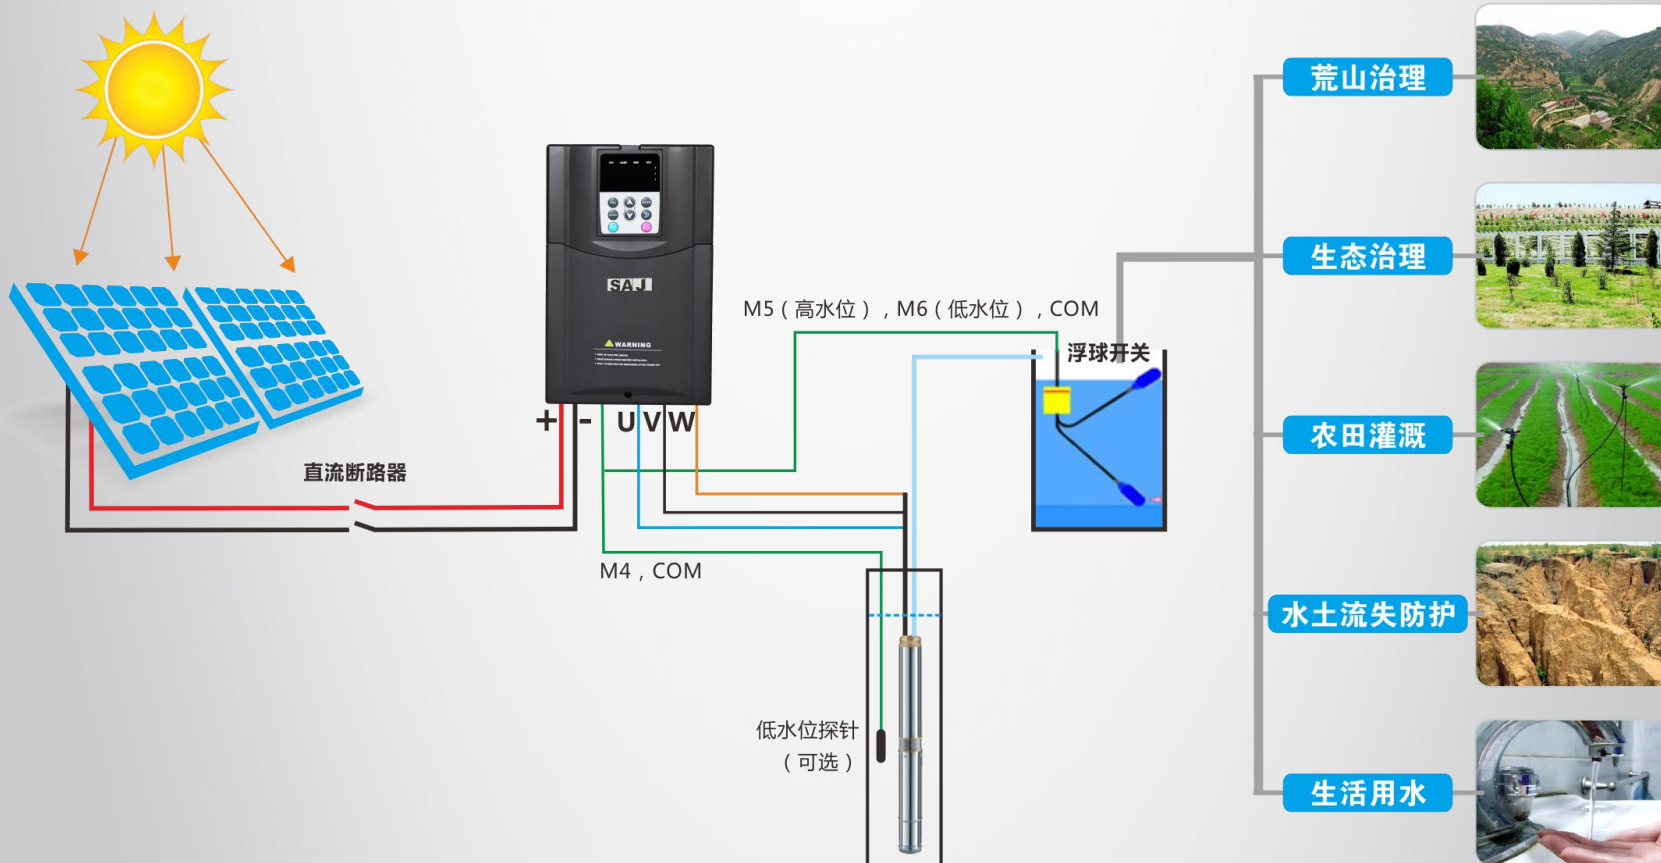 SAJ
WARNING
+ - U V W
直流断路器
M5（高水位）, M6（低水位）, COM
浮球开关
M4 , COM
低水位探针
（可选）
荒山治理
生态治理
农田灌溉
水土流失防护
生活用水